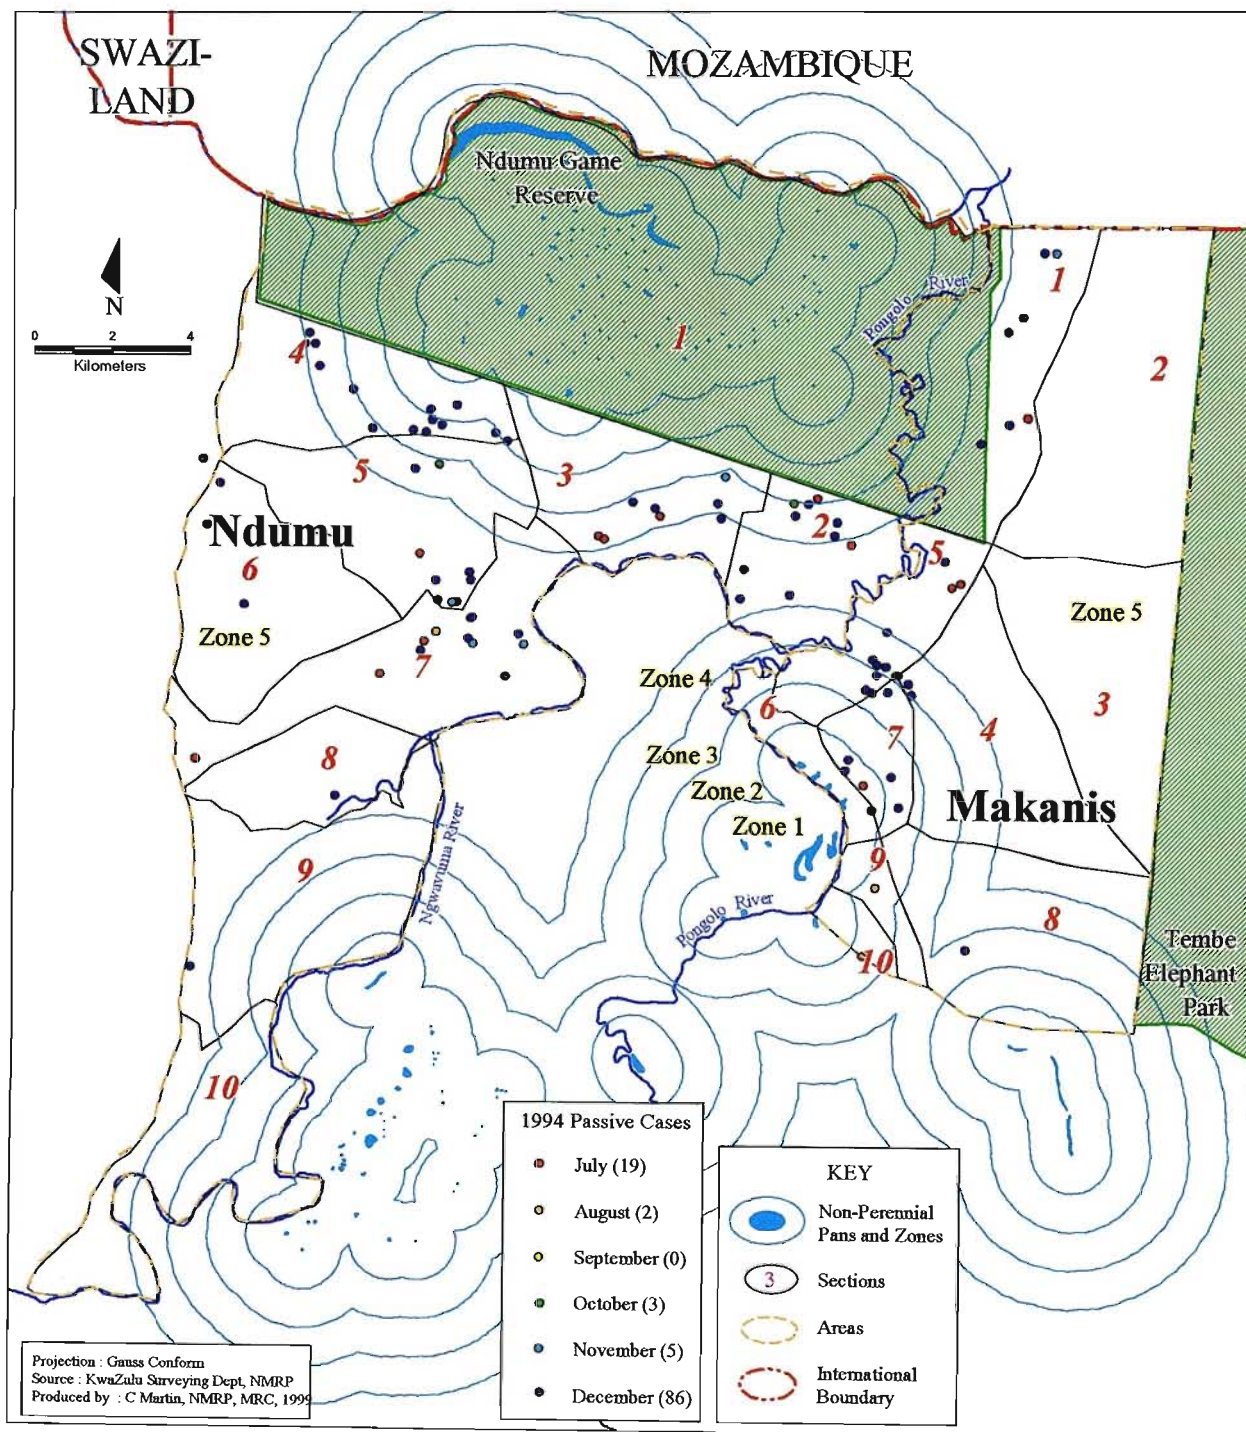 SWAZI-
LAND
MOZAMBIQUE
Ndumu Game
Reserve
N
0 2 4
Kilometers
Pongolo River
1
1
2
4
5
3
2
5
Ndumu
6
Zone 5
Zone 5
7
Zone 4
6
3
4
7
8
Zone 3
Zone 2
Makanis
Zone 1
9
9
Ngwavuma River
Pongolo River
8
10
Tembe
Elephant
Park
10
1994 Passive Cases
July (19)
August (2)
September (0)
October (3)
November (5)
December (86)
KEY
Non-Perennial
Pans and Zones
3
Sections
Areas
International
Boundary
Projection : Gauss Conform
Source : KwaZulu Surveying Dept, NMRP
Produced by : C Martin, NMRP, MRC, 1999